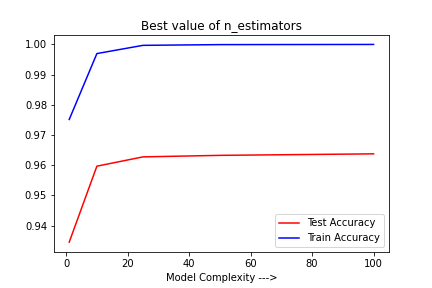 Best value of n_estimators
1.00
0.99
0.98
0.97
0.96
0.95
0.94
Test Accuracy
Train Accuracy
0 20 40 60 80 100
Model Complexity --->